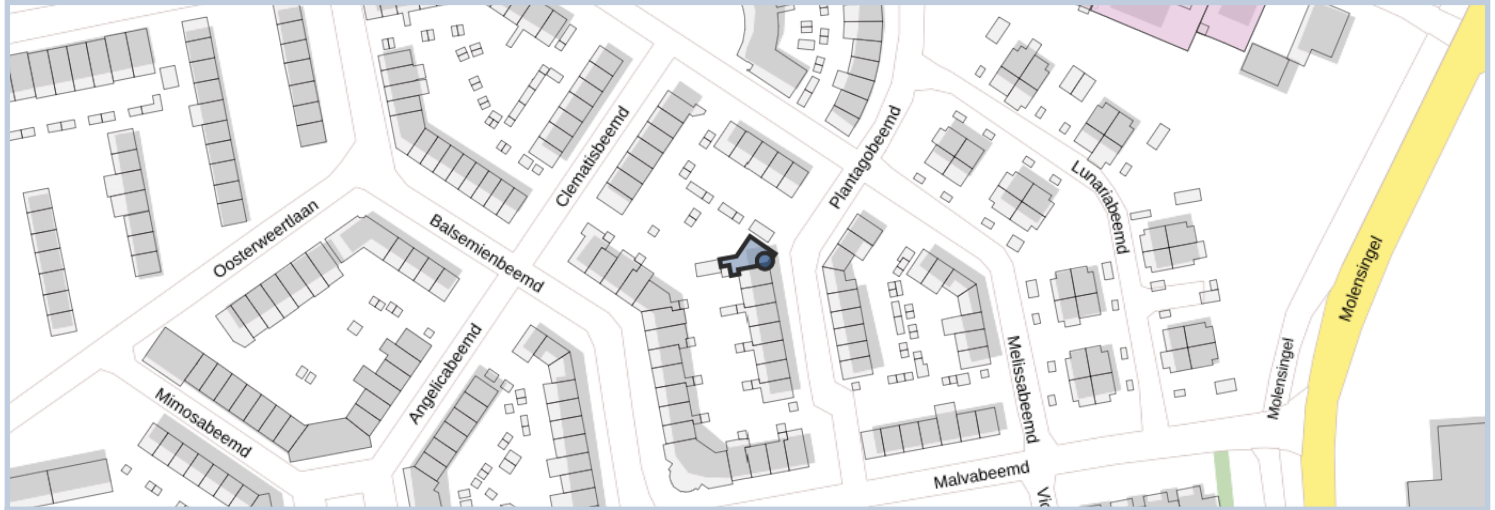 Clematisbeemd
Plantagobeemd
Lunariabeemd
Oosterweertlaan
Balsemienbeemd
Molensingel
Angelicabeemd
Melissabeemd
Molensingel
Mimosabeemd
Malvabeemd